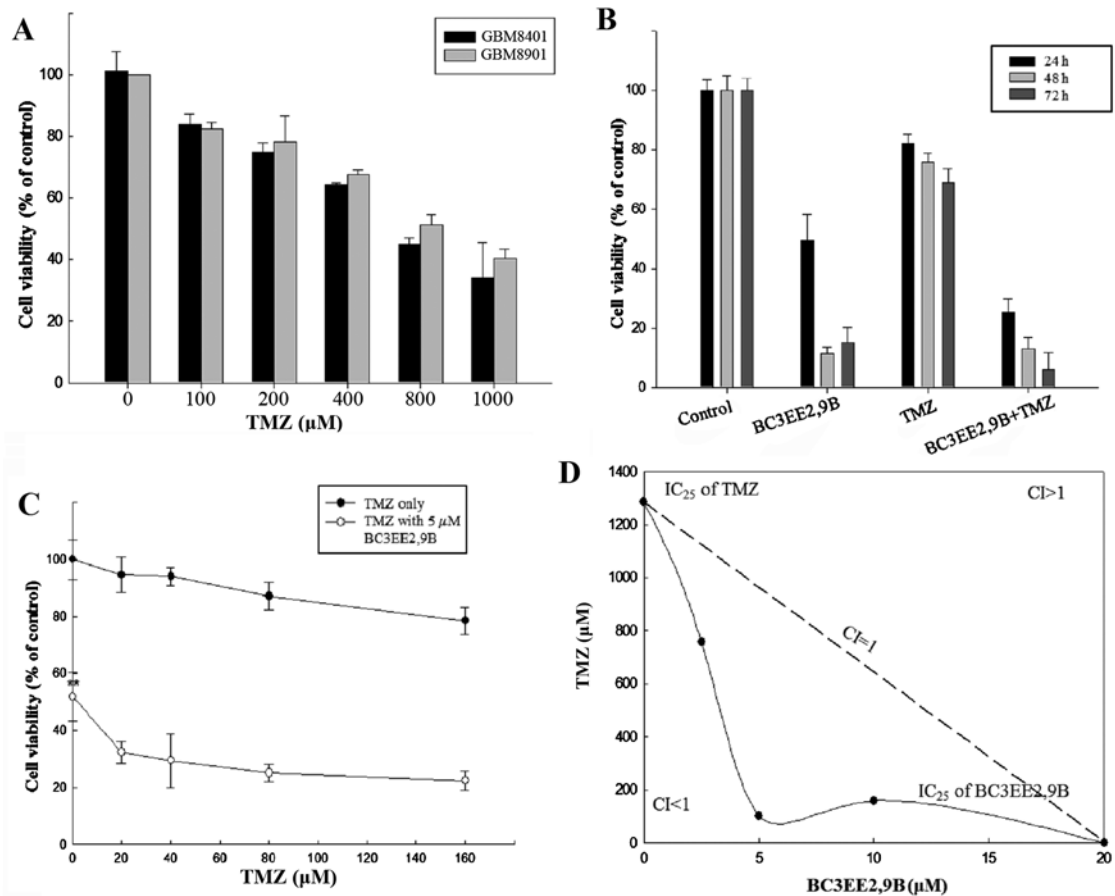 A
GBM8401
GBM8901
Cell viability (% of control)
100
80
60
40
20
0
0 100 200 400 800 1000
TMZ (µM)
B
24 h
48 h
72 h
Cell viability (% of control)
100
80
60
40
20
0
Control BC3EE2,9B TMZ BC3EE2,9B+TMZ
C
TMZ only
TMZ with 5 µM
BC3EE2,9B
Cell viability (% of control)
100
80
60
**
40
20
0
0 20 40 60 80 100 120 140 160
TMZ (µM)
D
IC25 of TMZ
CI>1
CI=1
CI<1
IC25 of BC3EE2,9B
TMZ (µM)
1400
1300
1000
800
600
400
200
0
0 5 10 15 20
BC3EE2,9B(µM)